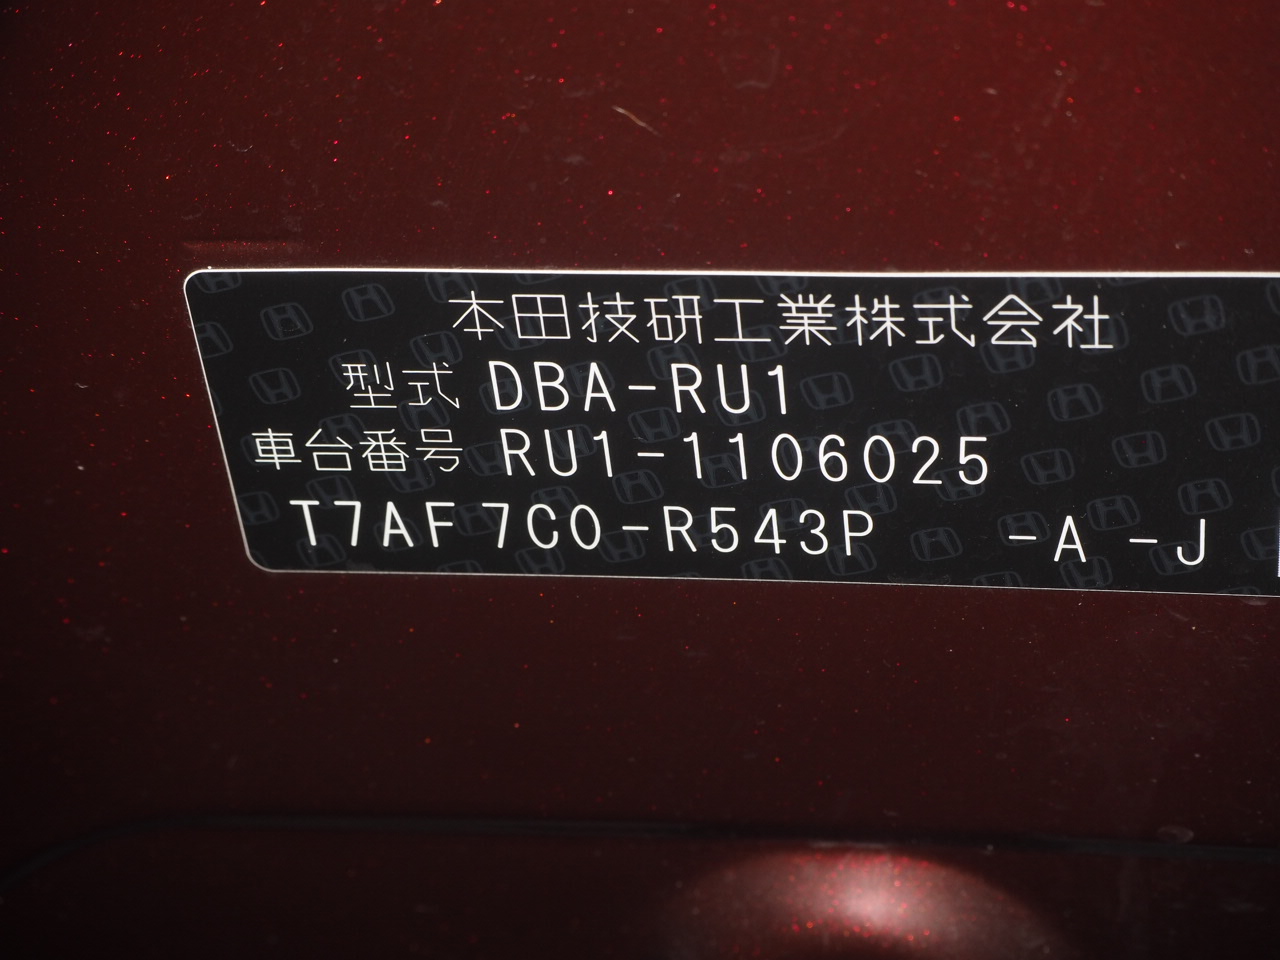 本田技研工業株式会社
型式 DBA-RU1
車台番号 RU1-1106025
T7AF7C0-R543P -A -J